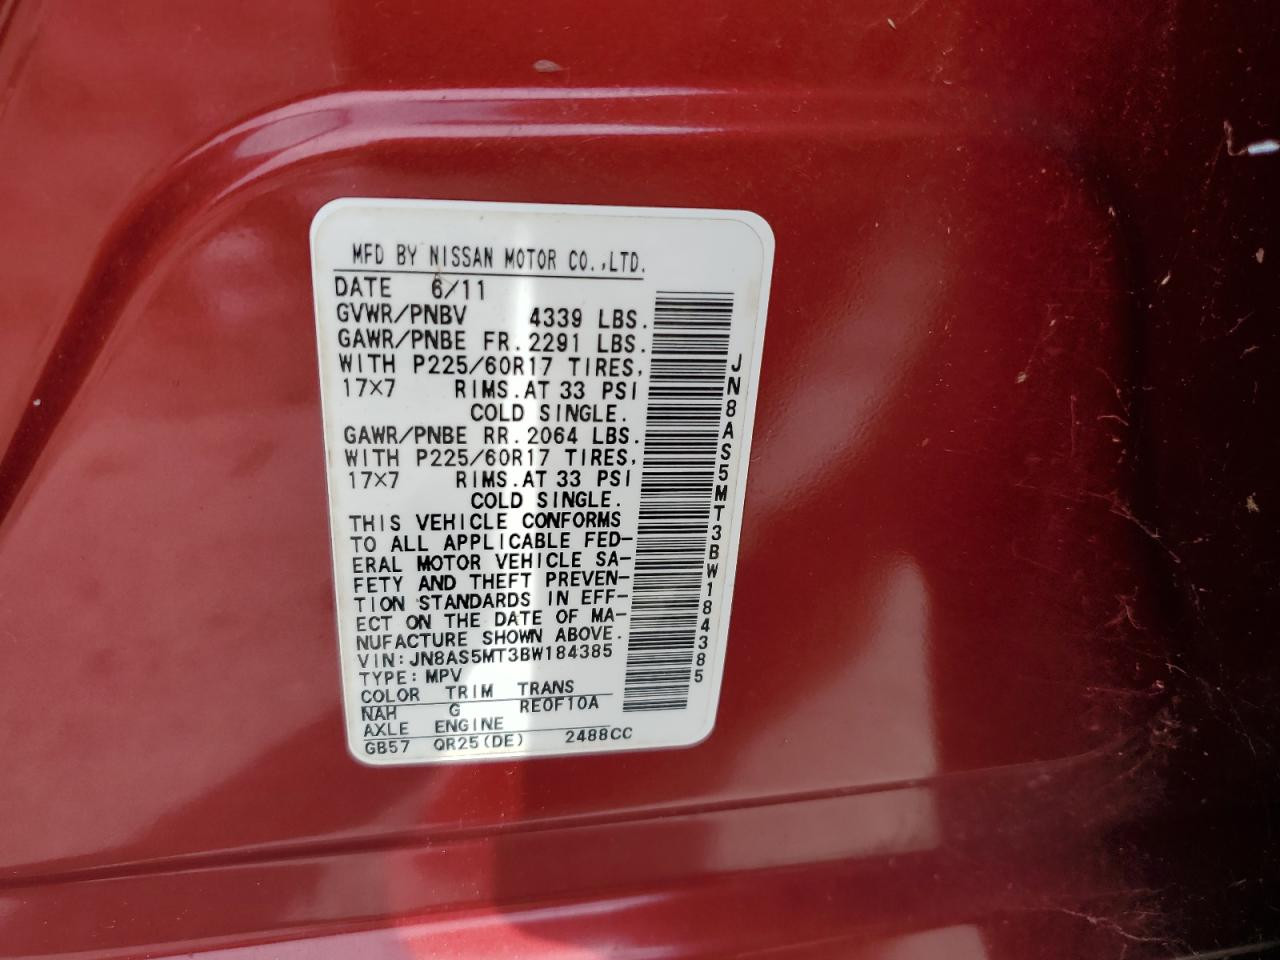 MFD BY NISSAN MOTOR CO.,LTD.
DATE 6/11
GVWR/PNBV 4339 LBS.
GAWR/PNBE FR. 2291 LBS.
WITH P225/60R17 TIRES,
17×7 RIMS.AT 33 PSI
COLD SINGLE.
GAWR/PNBE RR. 2064 LBS.
WITH P225/60R17 TIRES,
17×7 RIMS.AT 33 PSI
COLD SINGLE.
THIS VEHICLE CONFORMS
TO ALL APPLICABLE FED-
ERAL MOTOR VEHICLE SA-
FETY AND THEFT PREVEN-
TION STANDARDS IN EFF-
ECT ON THE DATE OF MA-
NUFACTURE SHOWN ABOVE.
VIN: JN8AS5MT3BW184385
TYPE: MPV
COLOR TRIM TRANS
NAH G RE0F10A
AXLE ENGINE
GB57 QR25(DE) 2488CC
JN8AS5MT3BW184385